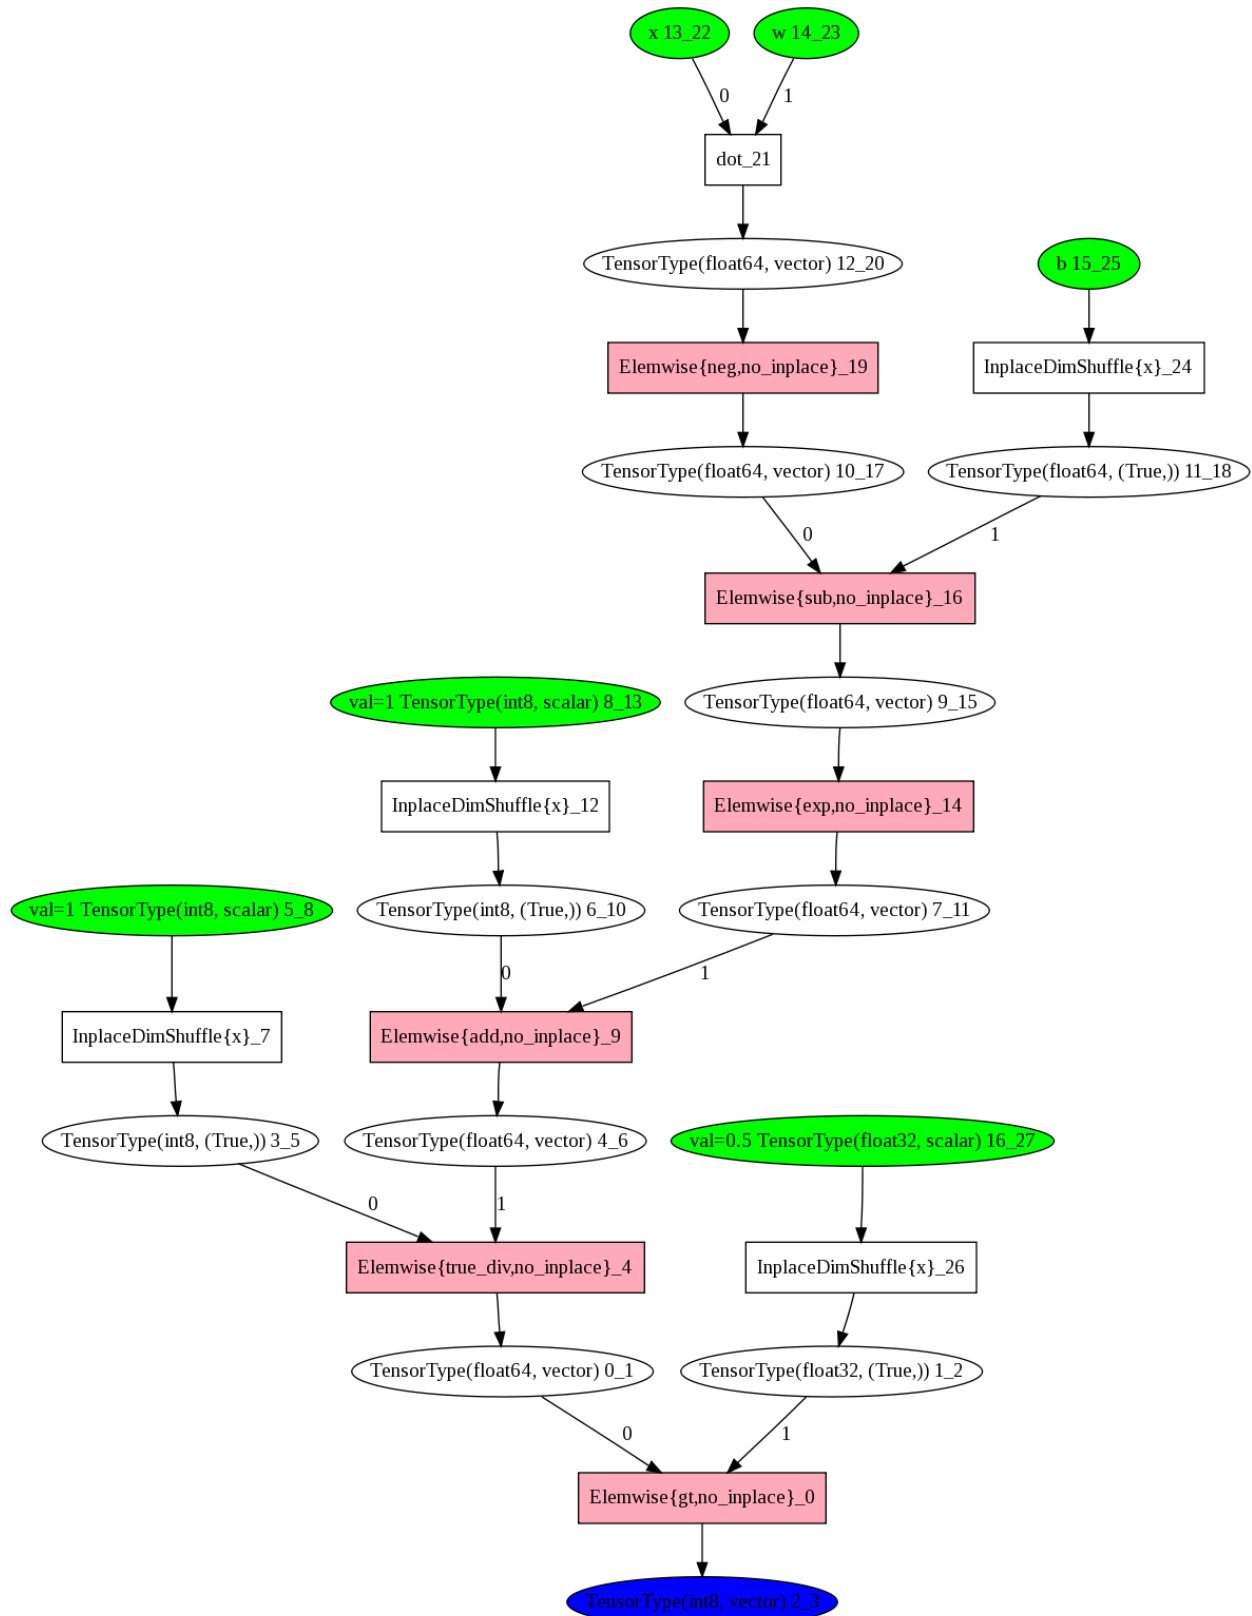 x 13_22
w 14_23
0
1
dot_21
TensorType(float64, vector) 12_20
b 15_25
Elemwise{neg,no_inplace}_19
InplaceDimShuffle{x}_24
TensorType(float64, vector) 10_17
TensorType(float64, (True,)) 11_18
0
1
Elemwise{sub,no_inplace}_16
val=1 TensorType(int8, scalar) 8_13
TensorType(float64, vector) 9_15
InplaceDimShuffle{x}_12
Elemwise{exp,no_inplace}_14
val=1 TensorType(int8, scalar) 5_8
TensorType(int8, (True,)) 6_10
TensorType(float64, vector) 7_11
0
1
InplaceDimShuffle{x}_7
Elemwise{add,no_inplace}_9
TensorType(int8, (True,)) 3_5
TensorType(float64, vector) 4_6
val=0.5 TensorType(float32, scalar) 16_27
0
1
Elemwise{true_div,no_inplace}_4
InplaceDimShuffle{x}_26
TensorType(float64, vector) 0_1
TensorType(float32, (True,)) 1_2
0
1
Elemwise{gt,no_inplace}_0
TensorType(int8, vector) 2_3